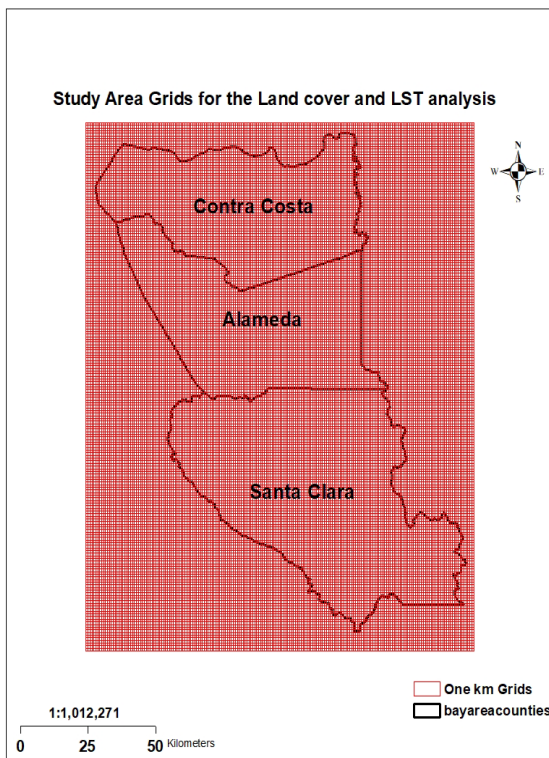 Study Area Grids for the Land cover and LST analysis
N
W E
S
Contra Costa
Alameda
Santa Clara
One km Grids
bayareacounties
1:1,012,271
0 25 50 Kilometers